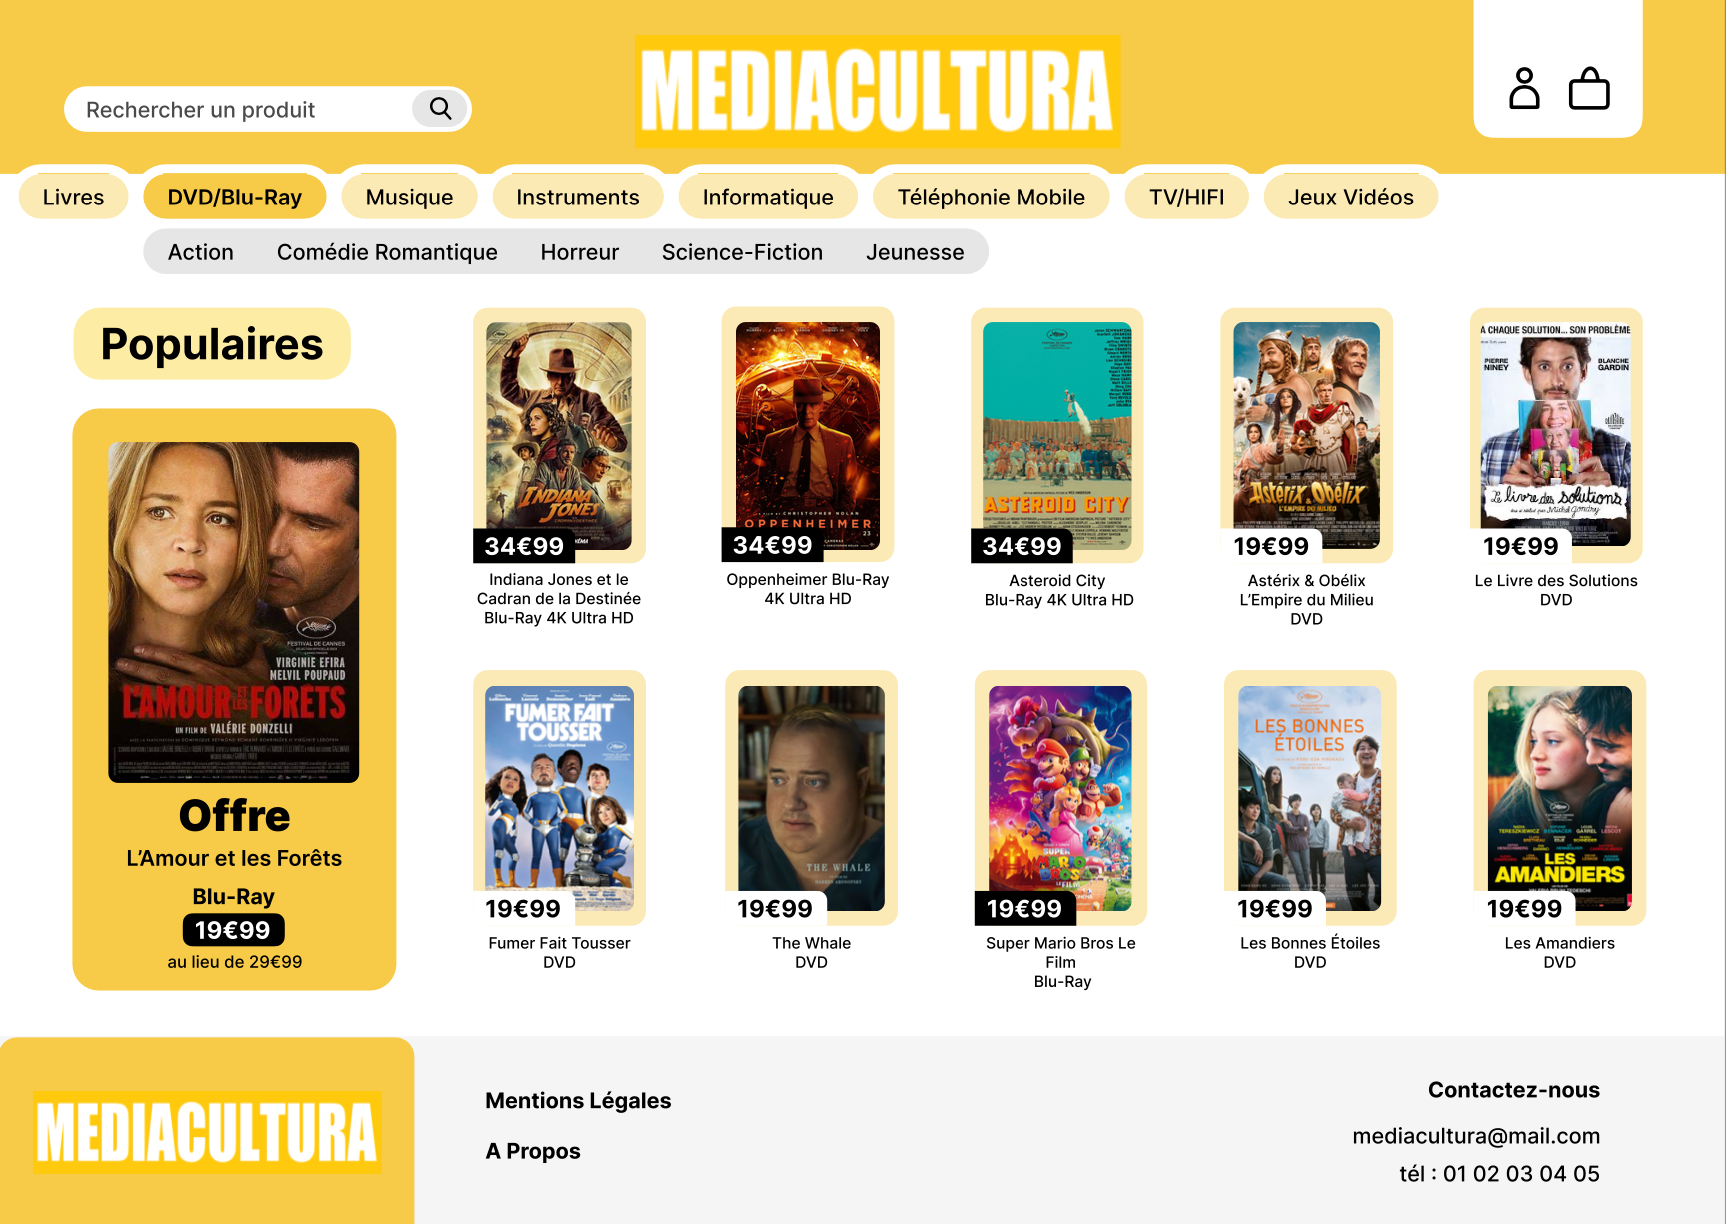 MEDIACULTURA
Rechercher un produit
Livres
DVD/Blu-Ray
Musique
Instruments
Informatique
Téléphonie Mobile
TV/HIFI
Jeux Vidéos
Action
Comédie Romantique
Horreur
Science-Fiction
Jeunesse
Populaires
FESTIVAL DE CANNES
VIRGINIE EFIRA
MELVIL POUPAUD
L'AMOUR ET LES FORÊTS
UN FILM DE VALÉRIE DONZELLI
Offre
L'Amour et les Forêts
Blu-Ray
19€99
au lieu de 29€99
INDIANA
JONES
34€99
Indiana Jones et le
Cadran de la Destinée
Blu-Ray 4K Ultra HD
CHRISTOPHER NOLAN
OPPENHEIMER
34€99
Oppenheimer Blu-Ray
4K Ultra HD
ASTEROID CITY
34€99
Asteroid City
Blu-Ray 4K Ultra HD
Astérix & Obélix
L'EMPIRE DU MILIEU
19€99
Astérix & Obélix
L'Empire du Milieu
DVD
A CHAQUE SOLUTION... SON PROBLÈME
PIERRE
NINEY
BLANCHE
GARDIN
Le livre des solutions
Michel Gondry
19€99
Le Livre des Solutions
DVD
FUMER FAIT
TOUSSER
19€99
Fumer Fait Tousser
DVD
THE WHALE
19€99
The Whale
DVD
SUPER
MARIO
BROS
LE FILM
19€99
Super Mario Bros Le
Film
Blu-Ray
LES BONNES
ÉTOILES
19€99
Les Bonnes Étoiles
DVD
LES
AMANDIERS
19€99
Les Amandiers
DVD
MEDIACULTURA
Mentions Légales
A Propos
Contactez-nous
mediacultura@mail.com
tél : 01 02 03 04 05